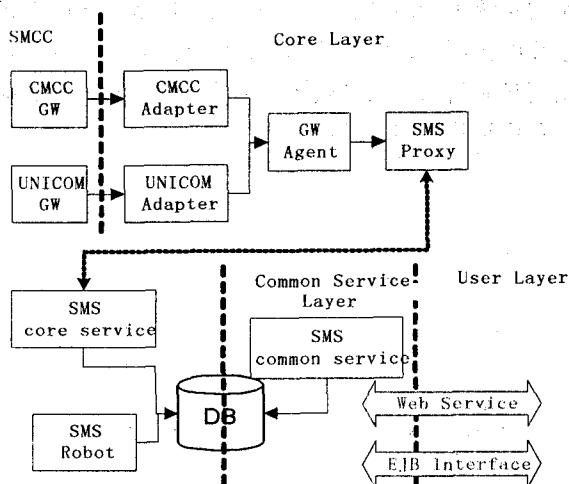 SMCC
Core Layer
CMCC
GW
CMCC
Adapter
GW
Agent
SMS
Proxy
UNICOM
GW
UNICOM
Adapter
Common Service
Layer
User Layer
SMS
core service
SMS
common service
DB
Web Service
SMS
Robot
EJB Interface